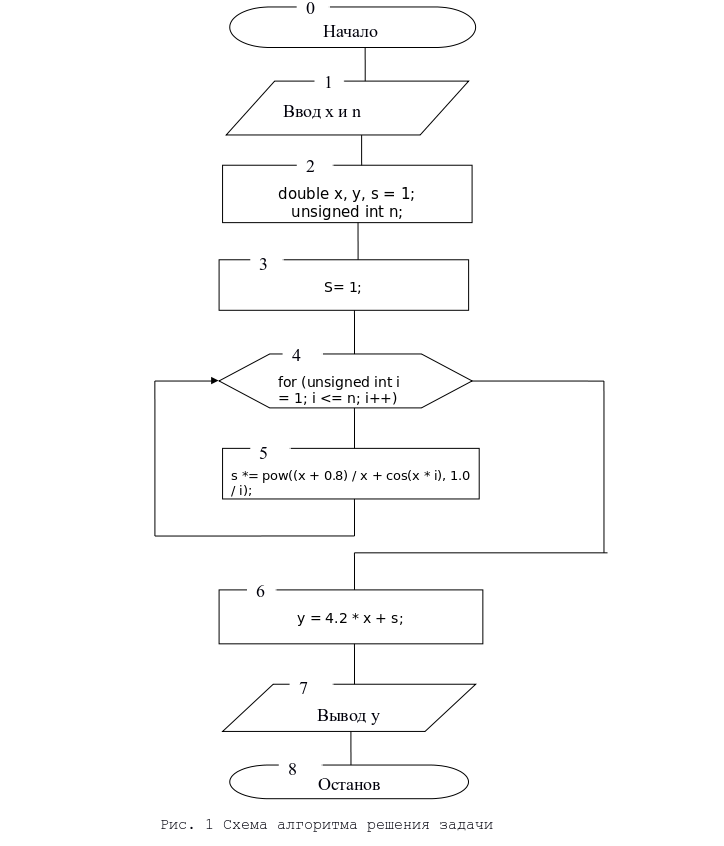 0
Начало
1
Ввод x и n
2
double x, y, s = 1;
unsigned int n;
3
S= 1;
4
for (unsigned int i
= 1; i <= n; i++)
5
s *= pow((x + 0.8) / x + cos(x * i), 1.0
/ i);
6
y = 4.2 * x + s;
7
Вывод y
8
Останов
Рис. 1 Схема алгоритма решения задачи